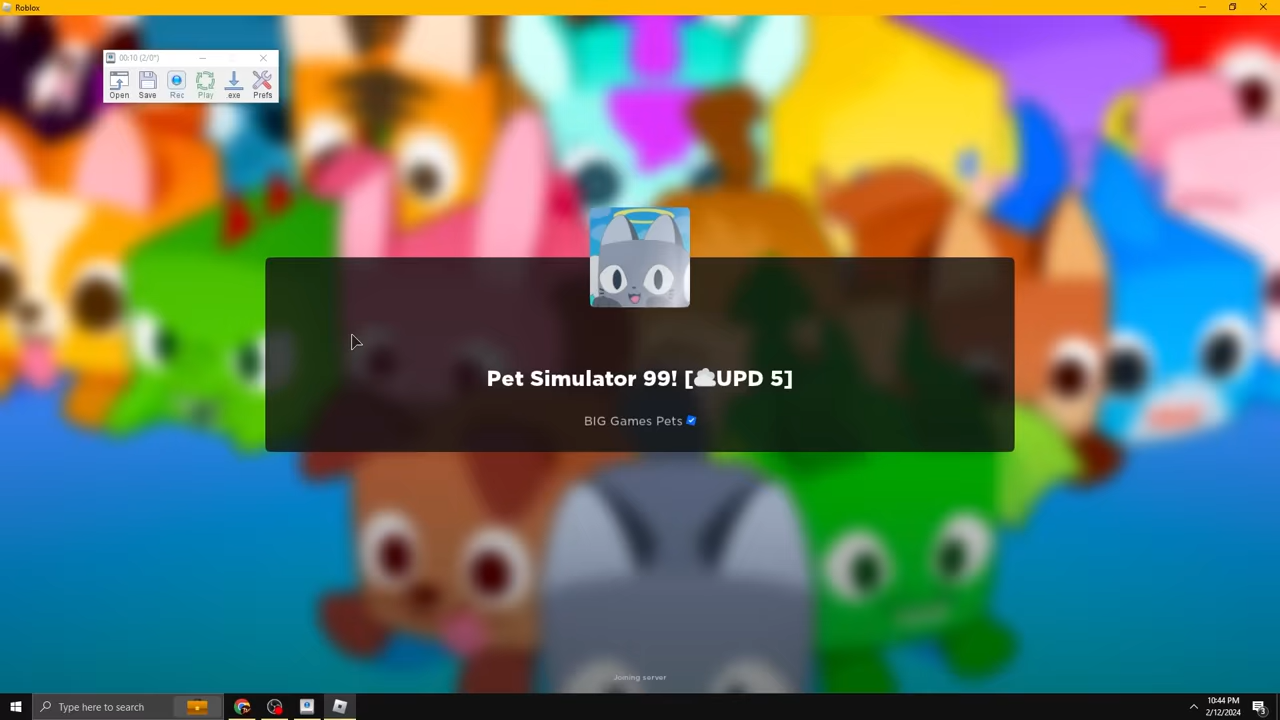 Roblox
00:10 (2/0°)
Open Save Rec Play .exe Prefs
Pet Simulator 99! [☁UPD 5]
BIG Games Pets
Joining server
Type here to search
10:44 PM
2/12/2024
3